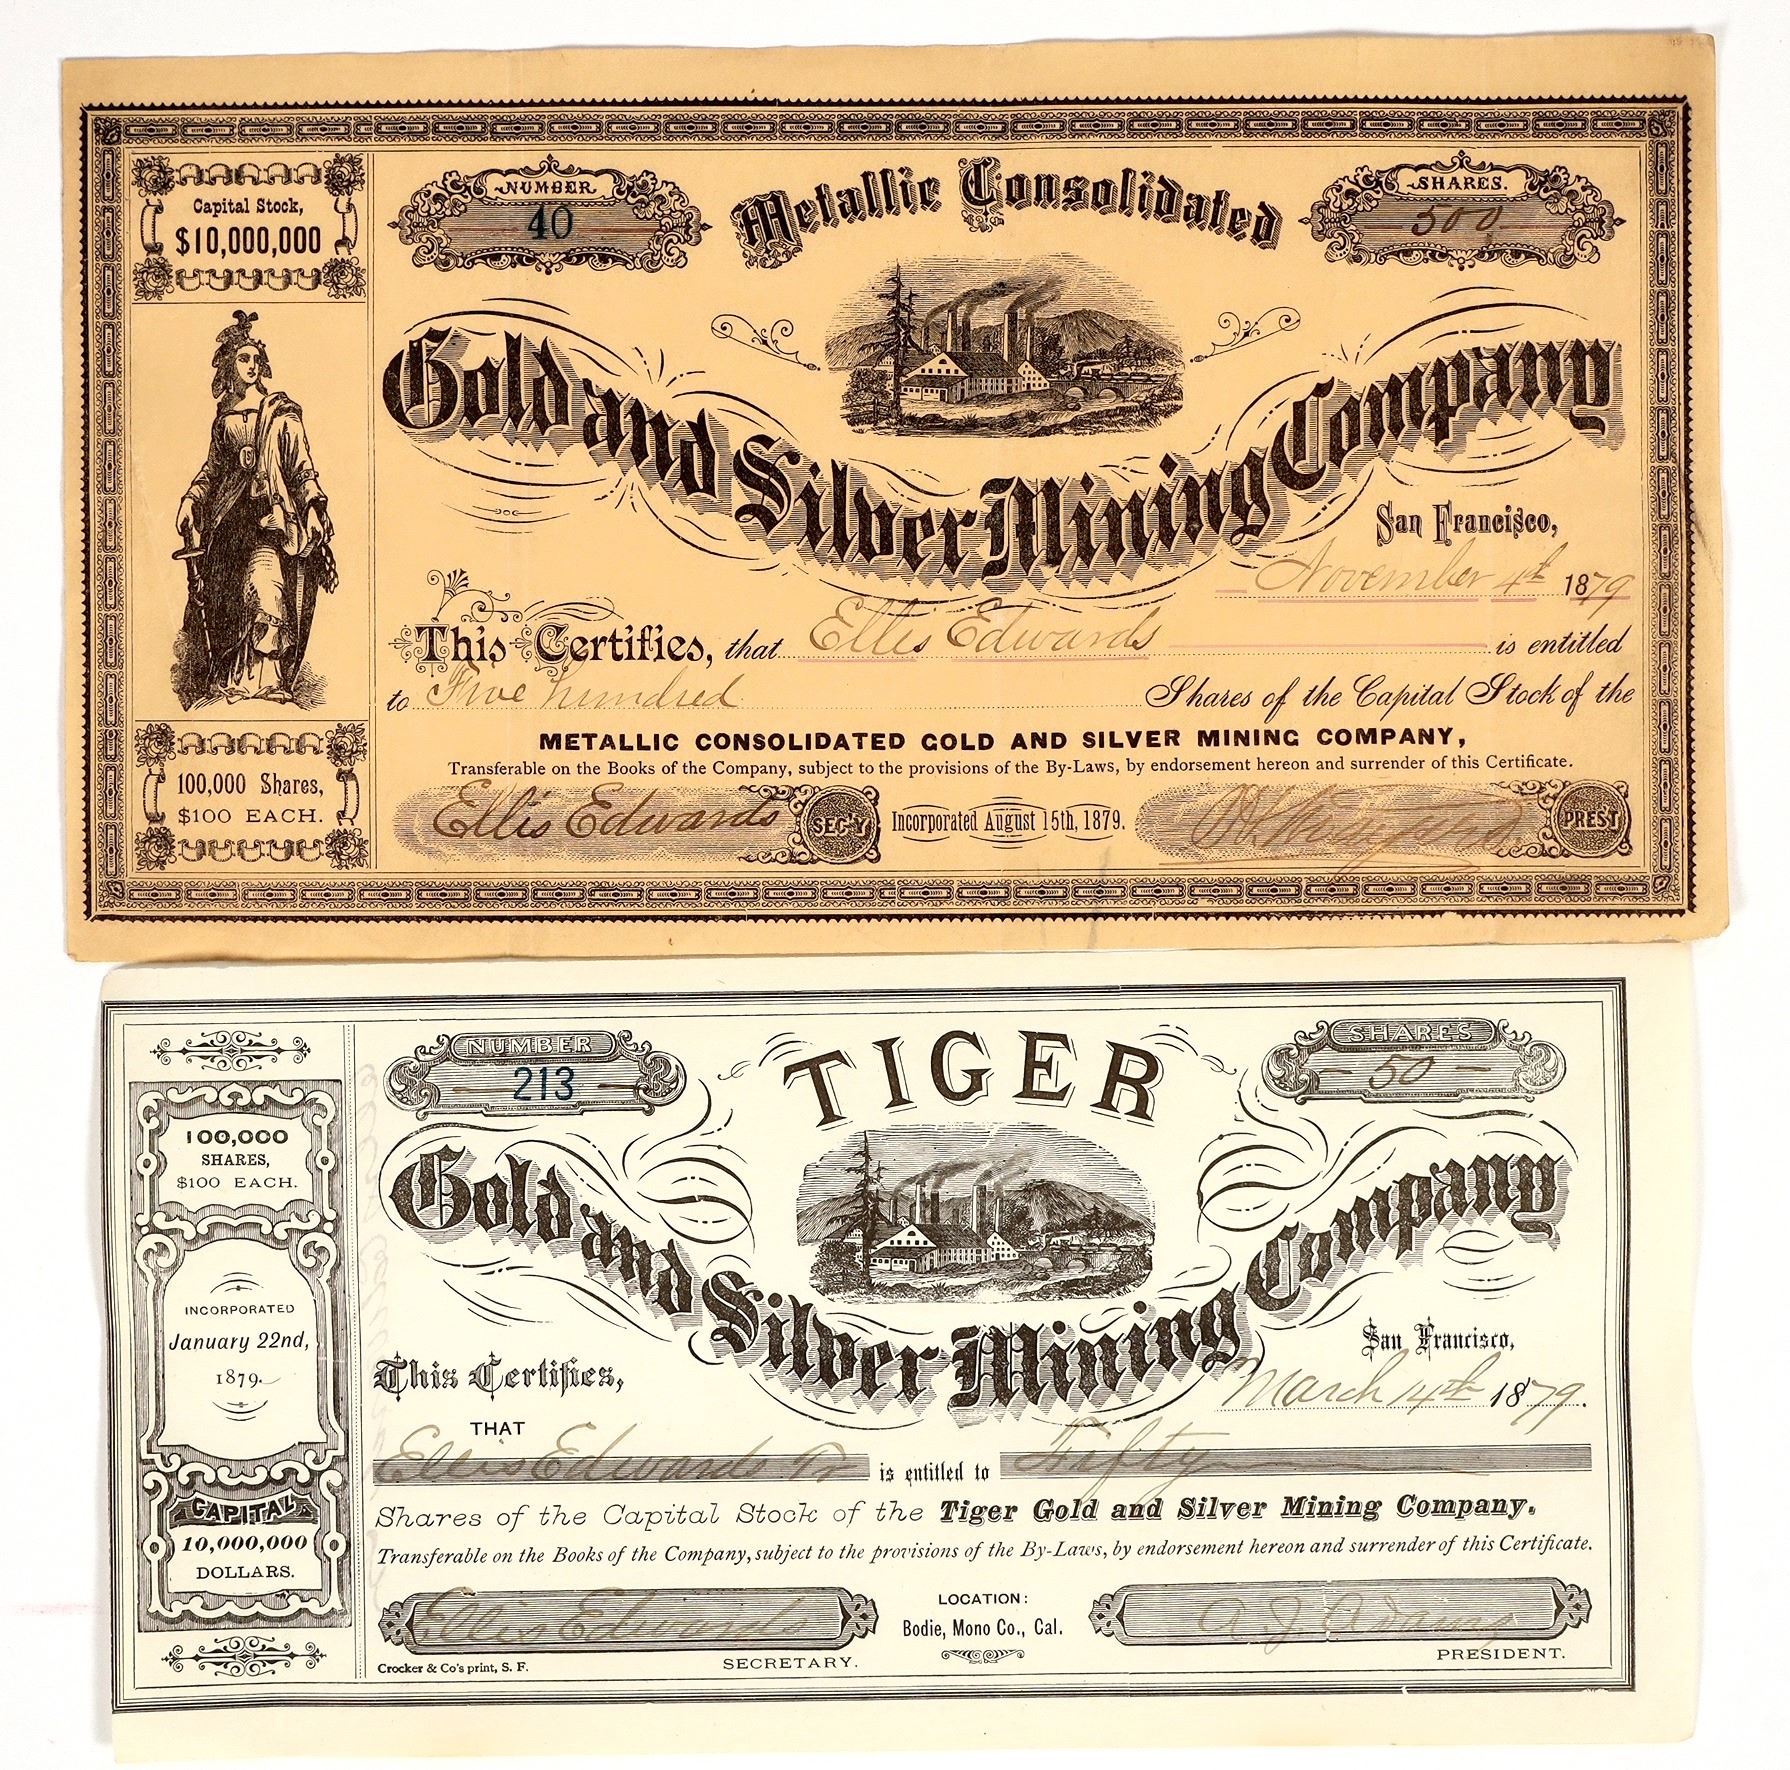 Capital Stock,
$10,000,000
NUMBER
40
Metallic Consolidated
SHARES.
500
Gold and Silver Mining Company
San Francisco,
November 4th 1879
This Certifies, that Ellis Edwards is entitled
to Five hundred Shares of the Capital Stock of the
METALLIC CONSOLIDATED GOLD AND SILVER MINING COMPANY,
Transferable on the Books of the Company, subject to the provisions of the By-Laws, by endorsement hereon and surrender of this Certificate.
100,000 Shares,
$100 EACH.
Ellis Edwards SEC'Y
Incorporated August 15th, 1879.
PREST
NUMBER
213
TIGER
SHARES
50
Gold and Silver Mining Company
100,000
SHARES,
$100 EACH.
INCORPORATED
January 22nd,
1879.
CAPITAL
10,000,000
DOLLARS.
San Francisco,
March 14th 1879.
This Certifies,
THAT
Ellis Edwards Tr is entitled to Fifty
Shares of the Capital Stock of the Tiger Gold and Silver Mining Company.
Transferable on the Books of the Company, subject to the provisions of the By-Laws, by endorsement hereon and surrender of this Certificate.
Ellis Edwards
SECRETARY.
LOCATION:
Bodie, Mono Co., Cal.
A J Adams
PRESIDENT.
Crocker & Co's print, S. F.